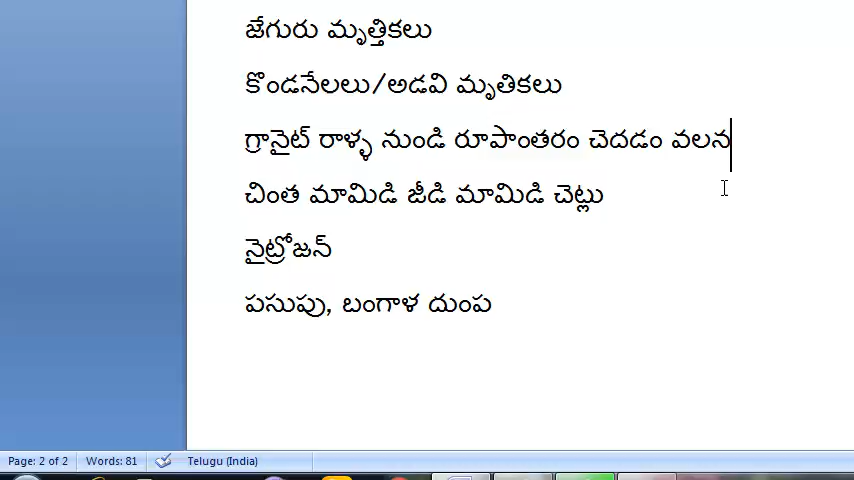 జేగురు మృత్తికలు
కొండనేలలు/అడవి మృతికలు
గ్రానైట్ రాళ్ళ నుండి రూపాంతరం చెదడం వలన
చింత మామిడి జీడి మామిడి చెట్లు
నైట్రోజన్
పసుపు, బంగాళ దుంప
Page: 2 of 2 Words: 81 Telugu (India)